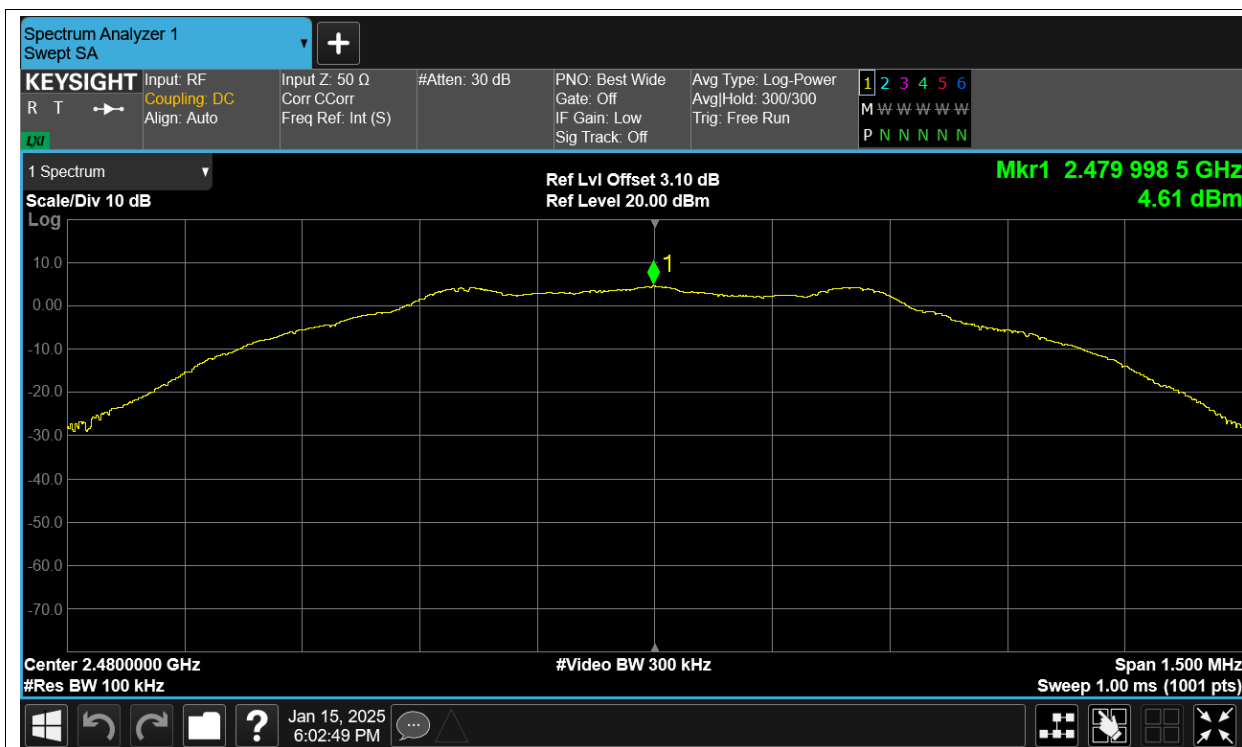 Spectrum Analyzer 1
Swept SA
KEYSIGHT
R T
LXI
Input: RF
Coupling: DC
Align: Auto
Input Z: 50 Ω
Corr CCorr
Freq Ref: Int (S)
#Atten: 30 dB
PNO: Best Wide
Gate: Off
IF Gain: Low
Sig Track: Off
Avg Type: Log-Power
Avg|Hold: 300/300
Trig: Free Run
1 2 3 4 5 6
M W W W W W W
P N N N N N
1 Spectrum
Scale/Div 10 dB
Ref Lvl Offset 3.10 dB
Ref Level 20.00 dBm
Mkr1 2.479 998 5 GHz
4.61 dBm
Log
1
10.0
0.00
-10.0
-20.0
-30.0
-40.0
-50.0
-60.0
-70.0
Center 2.4800000 GHz
#Res BW 100 kHz
#Video BW 300 kHz
Span 1.500 MHz
Sweep 1.00 ms (1001 pts)
?
Jan 15, 2025
6:02:49 PM